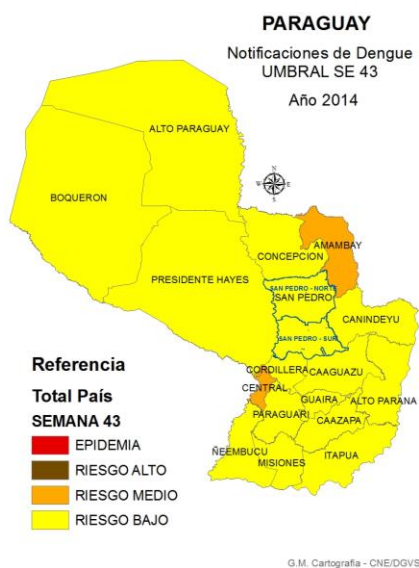 PARAGUAY
Notificaciones de Dengue
UMBRAL SE 43
Año 2014
ALTO PARAGUAY
N
W E
S
BOQUERON
AMAMBAY
CONCEPCION
PRESIDENTE HAYES
SAN PEDRO - NORTE
SAN PEDRO
CANINDEYU
SAN PEDRO - SUR
CORDILLERA
CAAGUAZU
CENTRAL
GUAIRA
ALTO PARANA
PARAGUARI
CAAZAPA
ÑEEMBUCU
MISIONES
ITAPUA
Referencia
Total País
SEMANA 43
EPIDEMIA
RIESGO ALTO
RIESGO MEDIO
RIESGO BAJO
G.M. Cartografia - CNE/DGVS